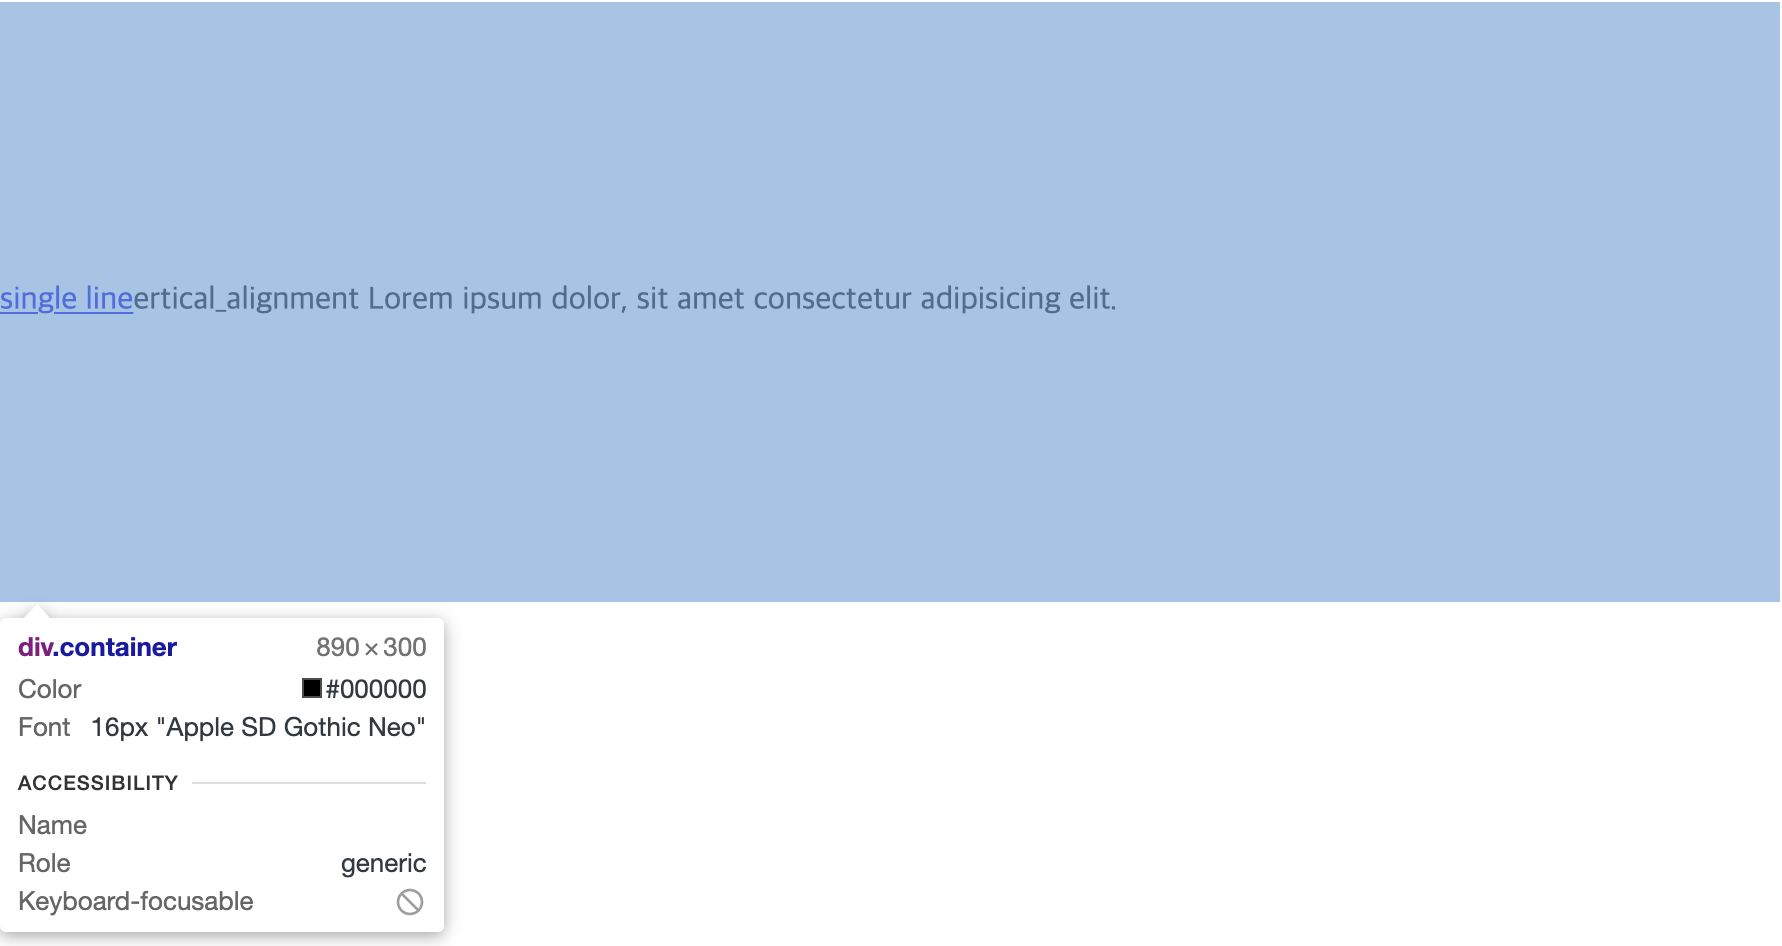 single lineertical_alignment Lorem ipsum dolor, sit amet consectetur adipisicing elit.
div.container 890 × 300
Color #000000
Font 16px "Apple SD Gothic Neo"
ACCESSIBILITY
Name
Role generic
Keyboard-focusable